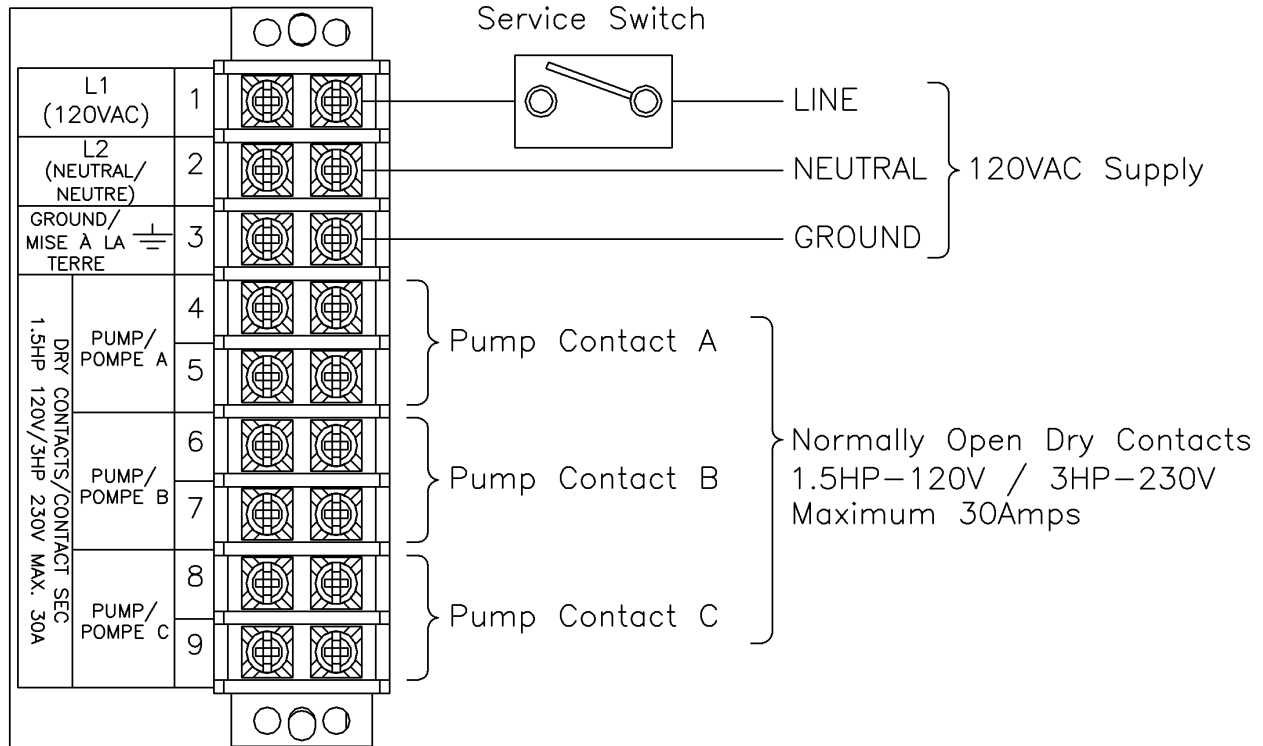 Service Switch
L1
(120VAC)
1
LINE
L2
(NEUTRAL/
NEUTRE)
2
NEUTRAL
120VAC Supply
GROUND/
MISE À LA
TERRE
3
GROUND
DRY CONTACTS/CONTACT SEC
1.5HP 120V/3HP 230V MAX. 30A
PUMP/
POMPE A
4
5
Pump Contact A
PUMP/
POMPE B
6
7
Pump Contact B
PUMP/
POMPE C
8
9
Pump Contact C
Normally Open Dry Contacts
1.5HP-120V / 3HP-230V
Maximum 30Amps